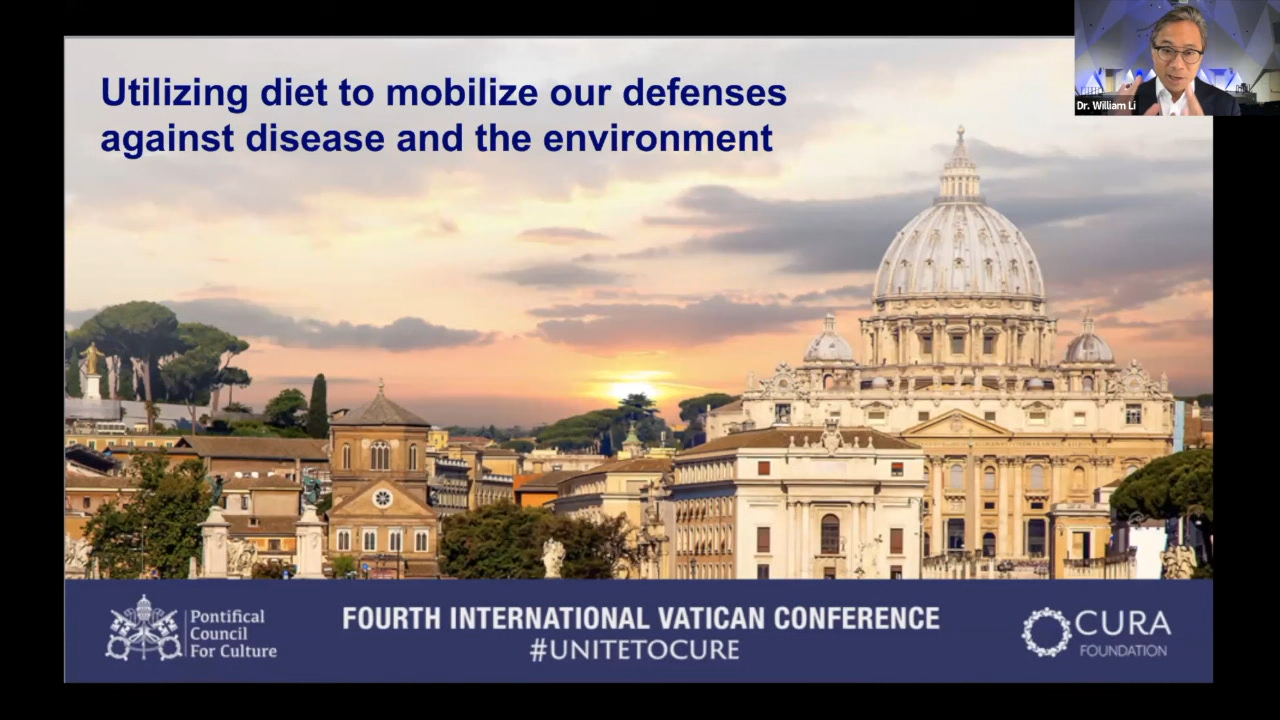 Utilizing diet to mobilize our defenses
against disease and the environment
Dr. William Li
Pontifical
Council
For Culture
FOURTH INTERNATIONAL VATICAN CONFERENCE
#UNITETOCURE
CURA
FOUNDATION